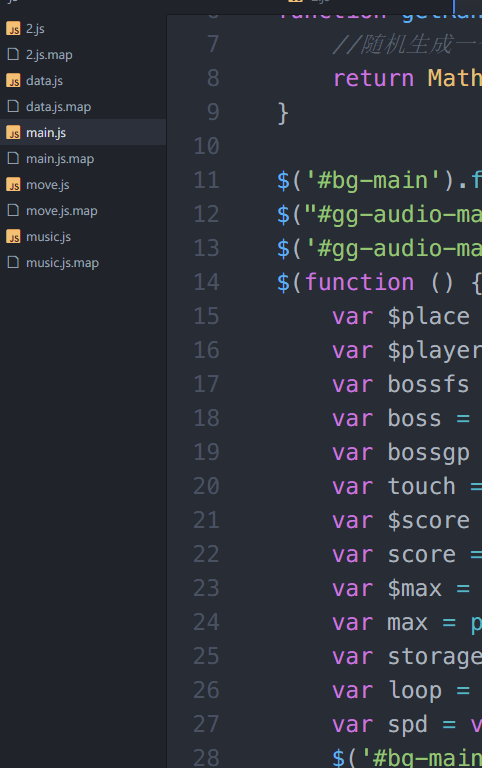 2.js
2.js.map
data.js
data.js.map
main.js
main.js.map
move.js
move.js.map
music.js
music.js.map
7 //随机生成一
8 return Math
9 }
10
11 $('#bg-main').f
12 $("#gg-audio-ma
13 $('#gg-audio-ma
14 $(function () {
15 var $place
16 var $player
17 var bossfs
18 var boss =
19 var bossgp
20 var touch =
21 var $score
22 var score =
23 var $max =
24 var max = p
25 var storage
26 var loop =
27 var spd = v
28 $('#bg-main